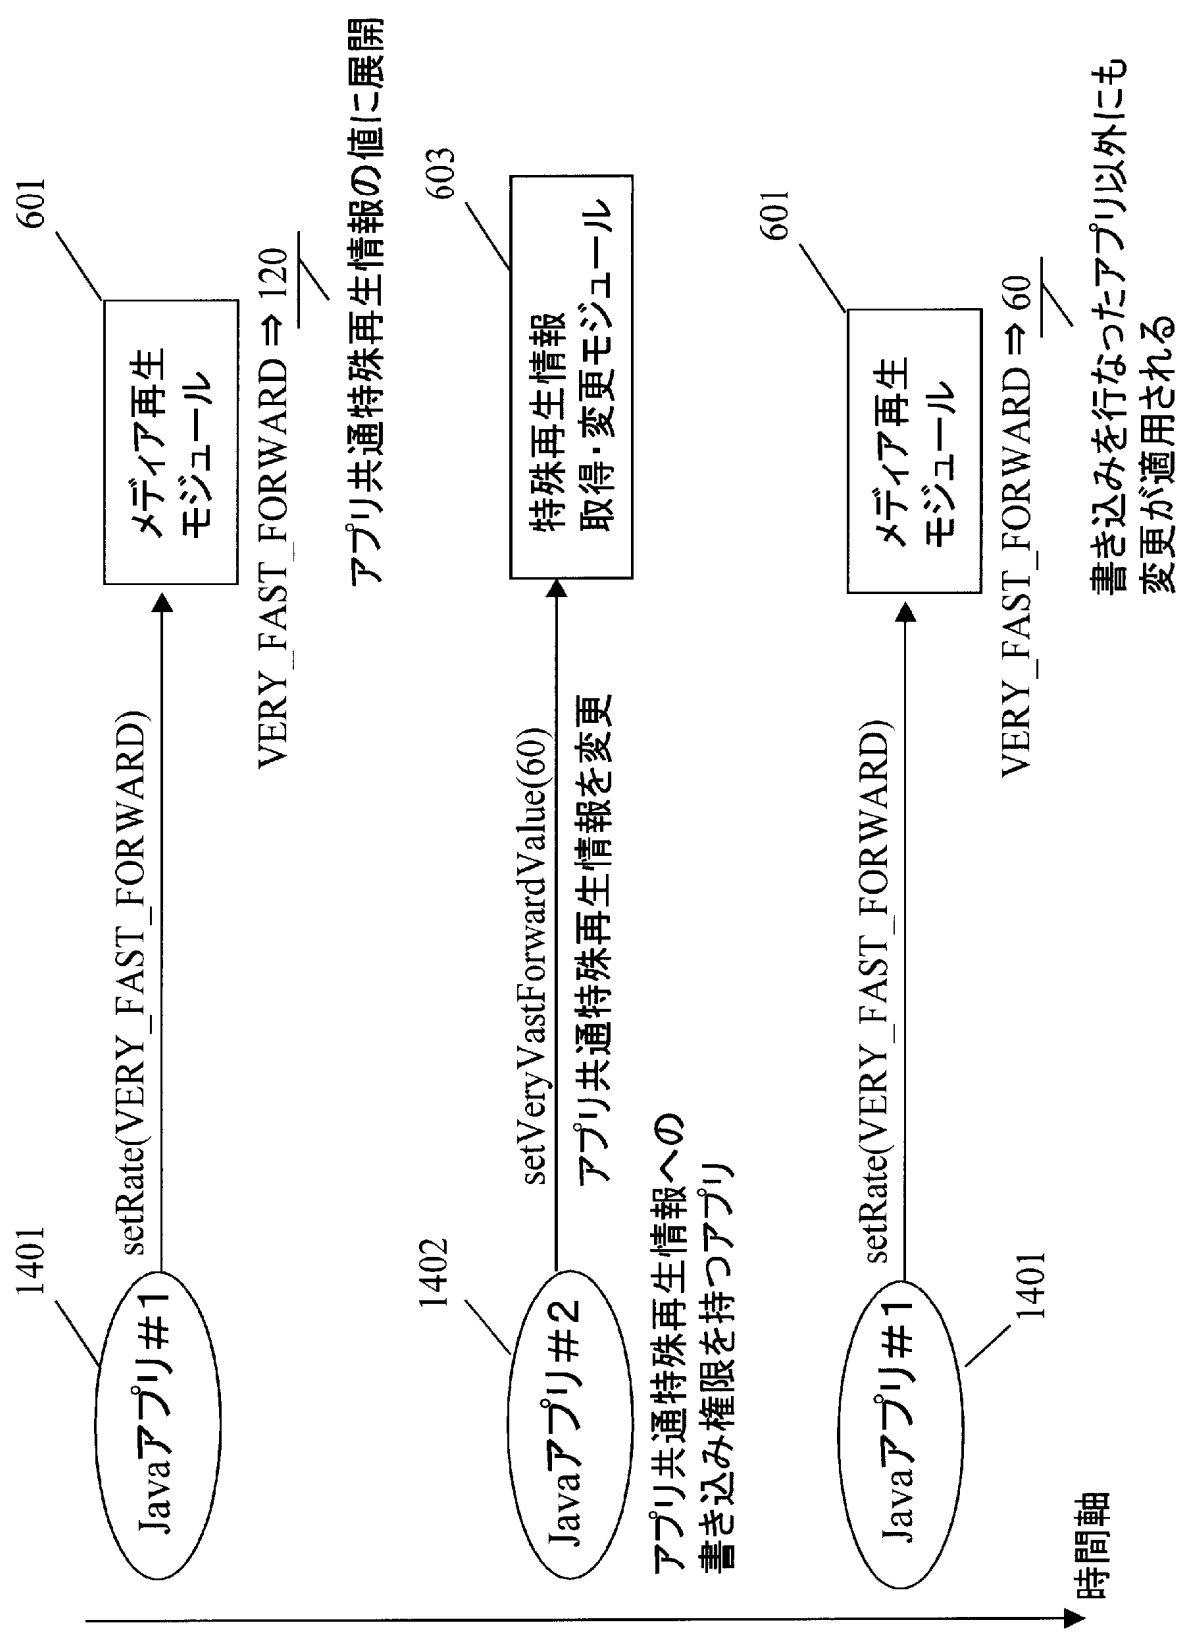 1401
Javaアプリ#1
setRate(VERY_FAST_FORWARD)
601
メディア再生
モジュール
VERY_FAST_FORWARD⇒120
アプリ共通特殊再生情報の値に展開
1402
Javaアプリ#2
setVeryVastForwardValue(60)
アプリ共通特殊再生情報を変更
603
特殊再生情報
取得・変更モジュール
アプリ共通特殊再生情報への
書き込み権限を持つアプリ
Javaアプリ#1
1401
setRate(VERY_FAST_FORWARD)
601
メディア再生
モジュール
VERY_FAST_FORWARD⇒60
書き込みを行なったアプリ以外にも
変更が適用される
時間軸